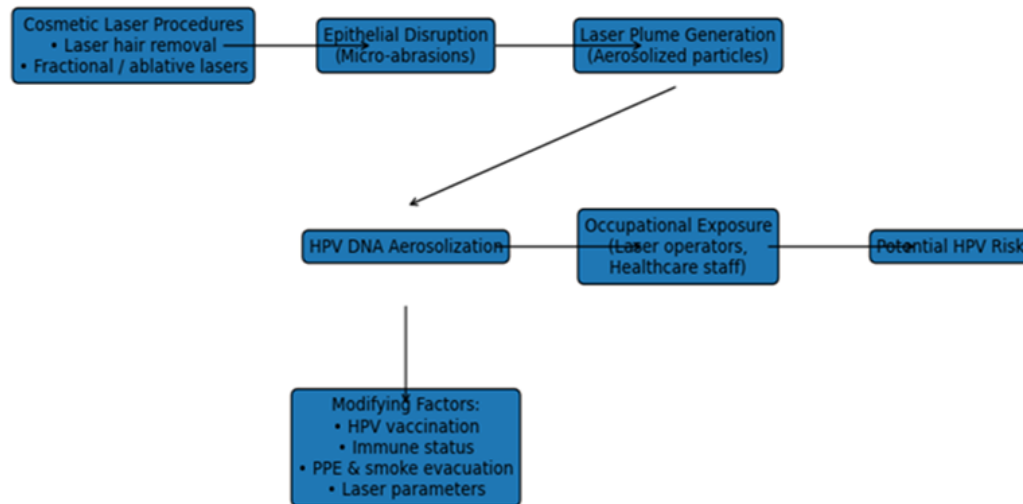 Cosmetic Laser Procedures
• Laser hair removal
• Fractional / ablative lasers
Epithelial Disruption
(Micro-abrasions)
Laser Plume Generation
(Aerosolized particles)
HPV DNA Aerosolization
Occupational Exposure
(Laser operators,
Healthcare staff)
Potential HPV Risk
Modifying Factors:
• HPV vaccination
• Immune status
• PPE & smoke evacuation
• Laser parameters